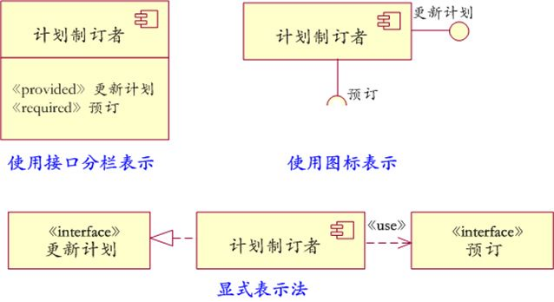 计划制订者
《provided》更新计划
《required》预订
使用接口分栏表示
计划制订者
更新计划
预订
使用图标表示
《interface》
更新计划
计划制订者
《use》
《interface》
预订
显式表示法